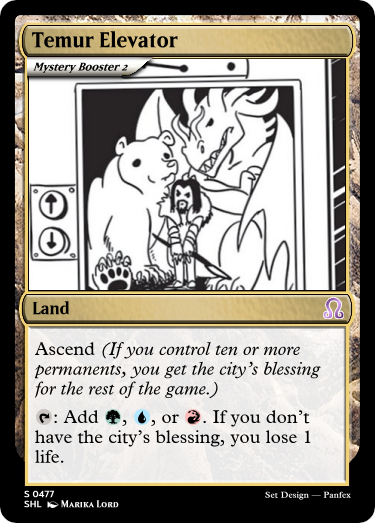 Temur Elevator
Mystery Booster 2
Land
Ascend (If you control ten or more
permanents, you get the city's blessing
for the rest of the game.)
: Add , , or . If you don't
have the city's blessing, you lose 1
life.
S 0477
SHL Marika Lord
Set Design — Panfex